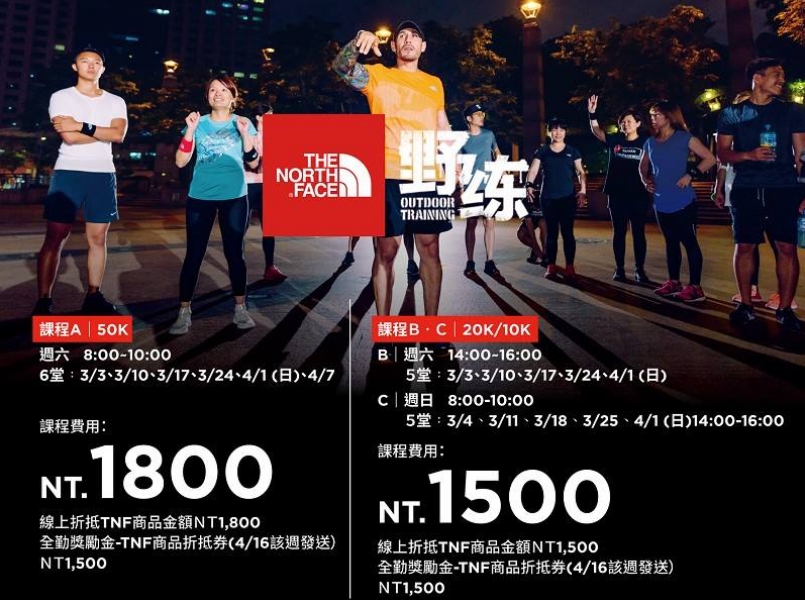 THE
NORTH
FACE
野练
OUTDOOR
TRAINING
課程A｜50K
週六 8:00~10:00
6堂：3/3、3/10、3/17、3/24、4/1 (日)、4/7
課程費用：
NT.1800
線上折抵TNF商品金額NT1,800
全勤獎勵金-TNF商品折抵券(4/16該週發送)
NT1,500
課程B．C｜20K/10K
B｜週六 14:00~16:00
5堂：3/3、3/10、3/17、3/24、4/1 (日)
C｜週日 8:00-10:00
5堂：3/4、3/11、3/18、3/25、4/1 (日)14:00-16:00
課程費用：
NT.1500
線上折抵TNF商品金額NT1,500
全勤獎勵金-TNF商品折抵券(4/16該週發送)
NT1,500